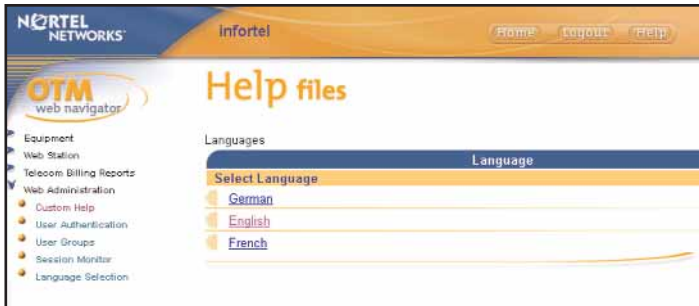 NORTEL
NETWORKS
infortel
Home Logout Help
OTM
web navigator
Help files
Equipment
Web Station
Telecom Billing Reports
Web Administration
Custom Help
User Authentication
User Groups
Session Monitor
Language Selection
Languages
Language
Select Language
German
English
French